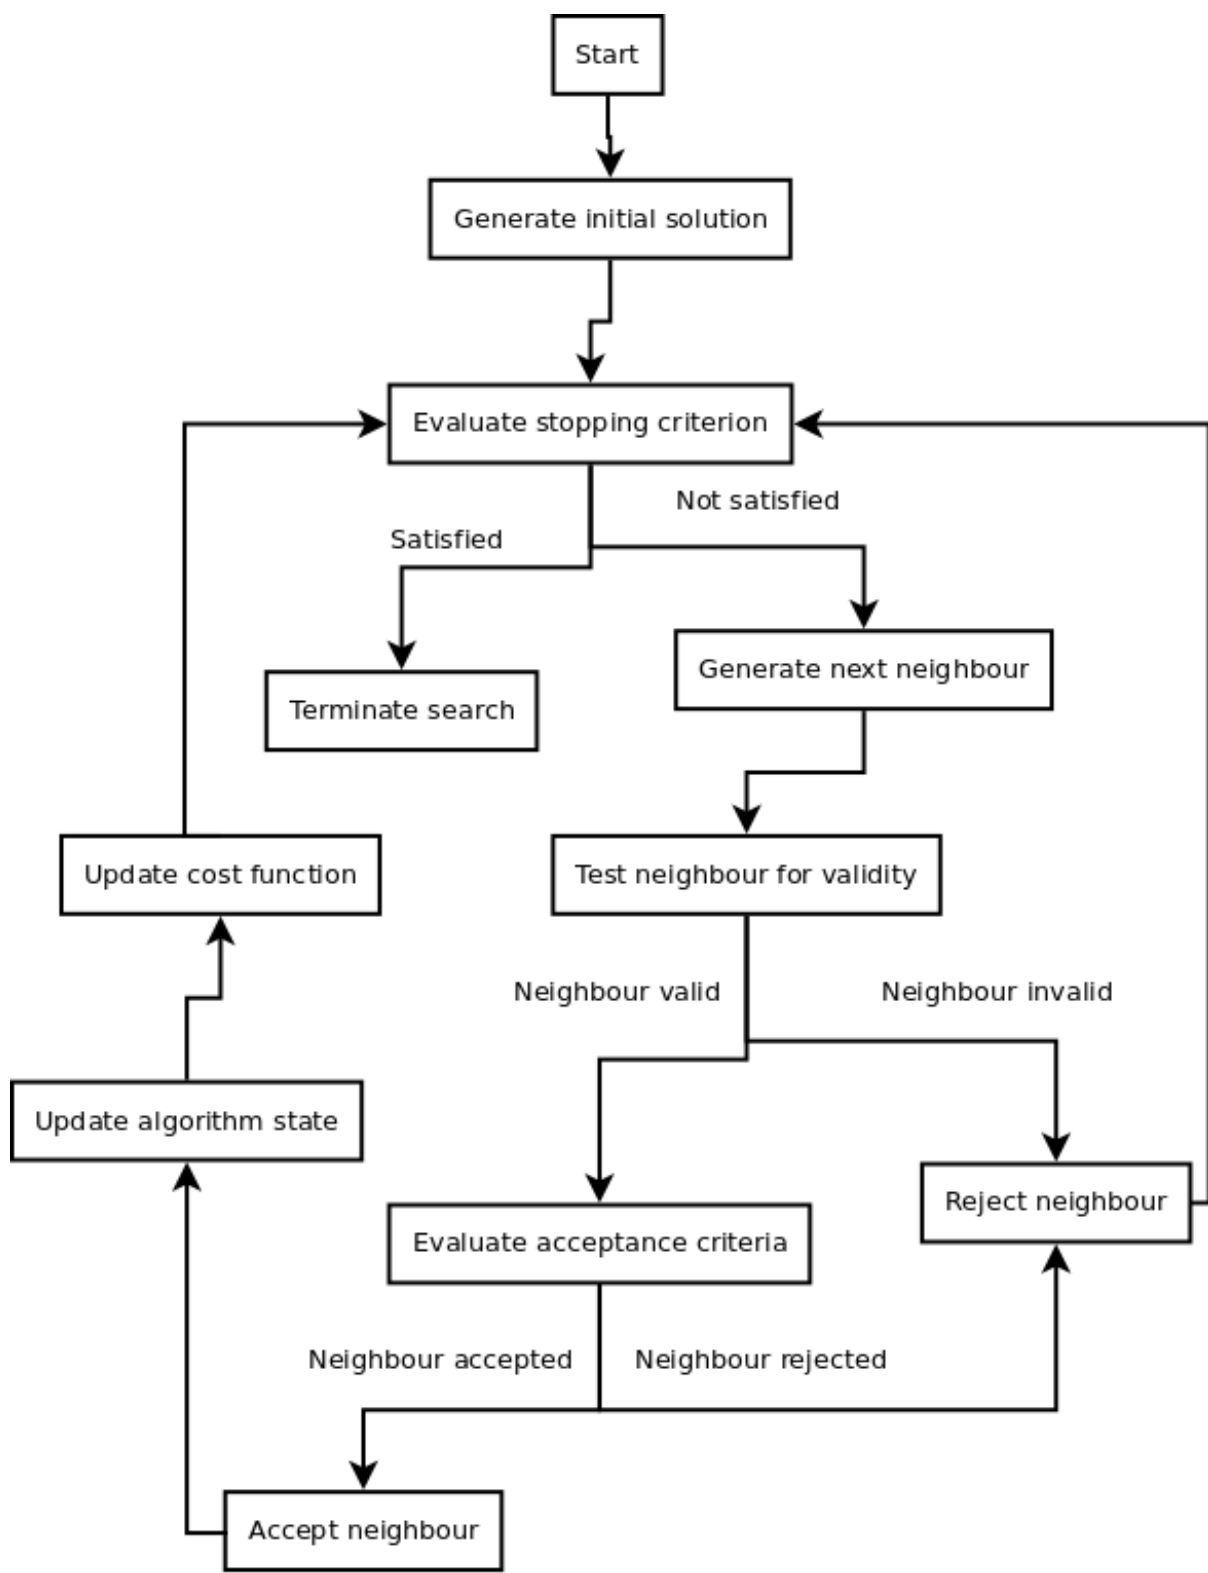 Start
Generate initial solution
Evaluate stopping criterion
Not satisfied
Satisfied
Generate next neighbour
Terminate search
Update cost function
Test neighbour for validity
Neighbour valid
Neighbour invalid
Update algorithm state
Reject neighbour
Evaluate acceptance criteria
Neighbour accepted
Neighbour rejected
Accept neighbour